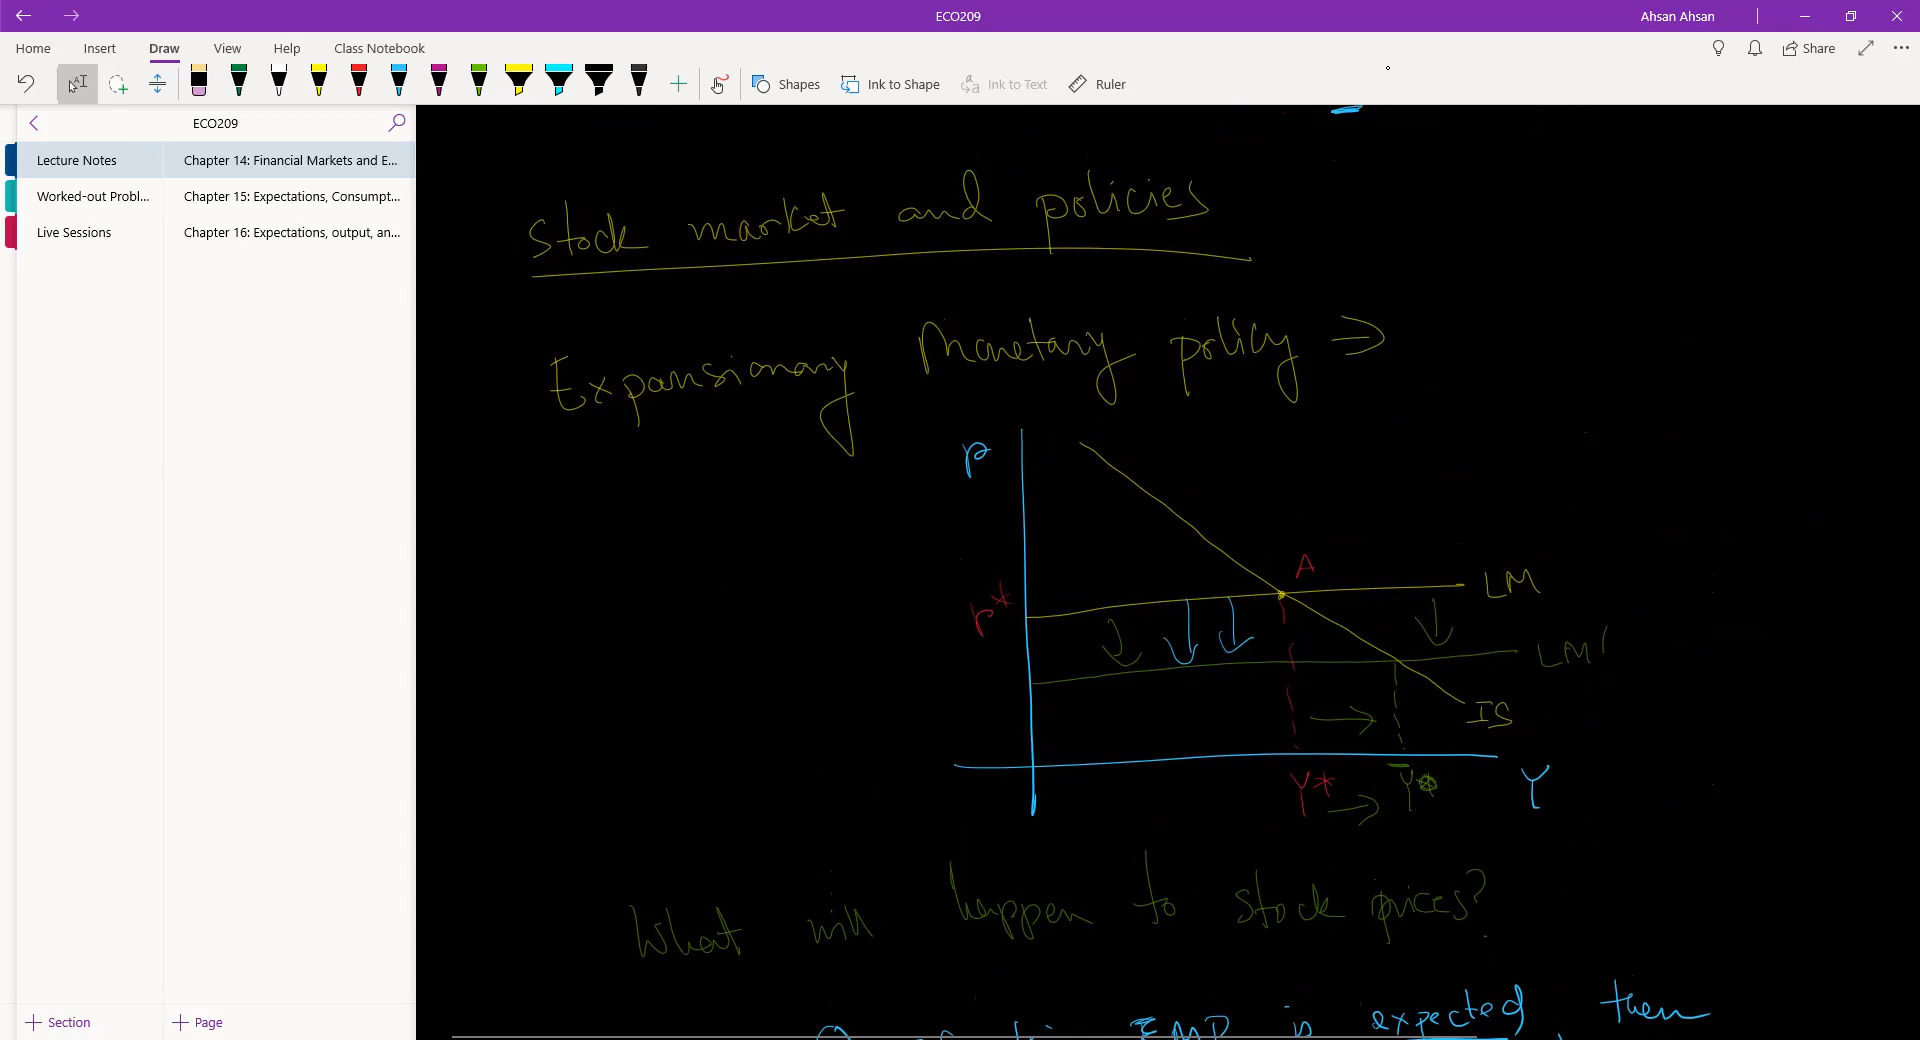 ECO209
Ahsan Ahsan
Home Insert Draw View Help Class Notebook
Share
Shapes Ink to Shape Ink to Text Ruler
ECO209
Lecture Notes
Worked-out Probl...
Live Sessions
Chapter 14: Financial Markets and E...
Chapter 15: Expectations, Consumpt...
Chapter 16: Expectations, output, an...
Section
Page
Stock market and policies
Expansionary Monetary policy ⇒
r
A
r*
LM
LM'
IS
Y* → Y
Y
What will happen to stock prices?
EMP is expected, then